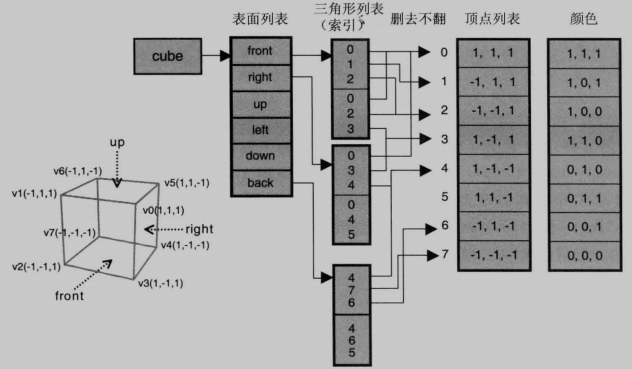 表面列表
三角形列表
(索引)
删去不翻
顶点列表
颜色
cube
front
right
up
left
down
back
0
1
2
0
2
3
0
3
4
0
4
5
4
7
6
4
6
5
0
1
2
3
4
5
6
7
1, 1, 1
-1, 1, 1
-1, -1, 1
1, -1, 1
1, -1, -1
1, 1, -1
-1, 1, -1
-1, -1, -1
1, 1, 1
1, 0, 1
1, 0, 0
1, 1, 0
0, 1, 0
0, 1, 1
0, 0, 1
0, 0, 0
up
v6(-1,1,-1)
v5(1,1,-1)
v1(-1,1,1)
v0(1,1,1)
right
v7(-1,-1,-1)
v4(1,-1,-1)
v2(-1,-1,1)
v3(1,-1,1)
front